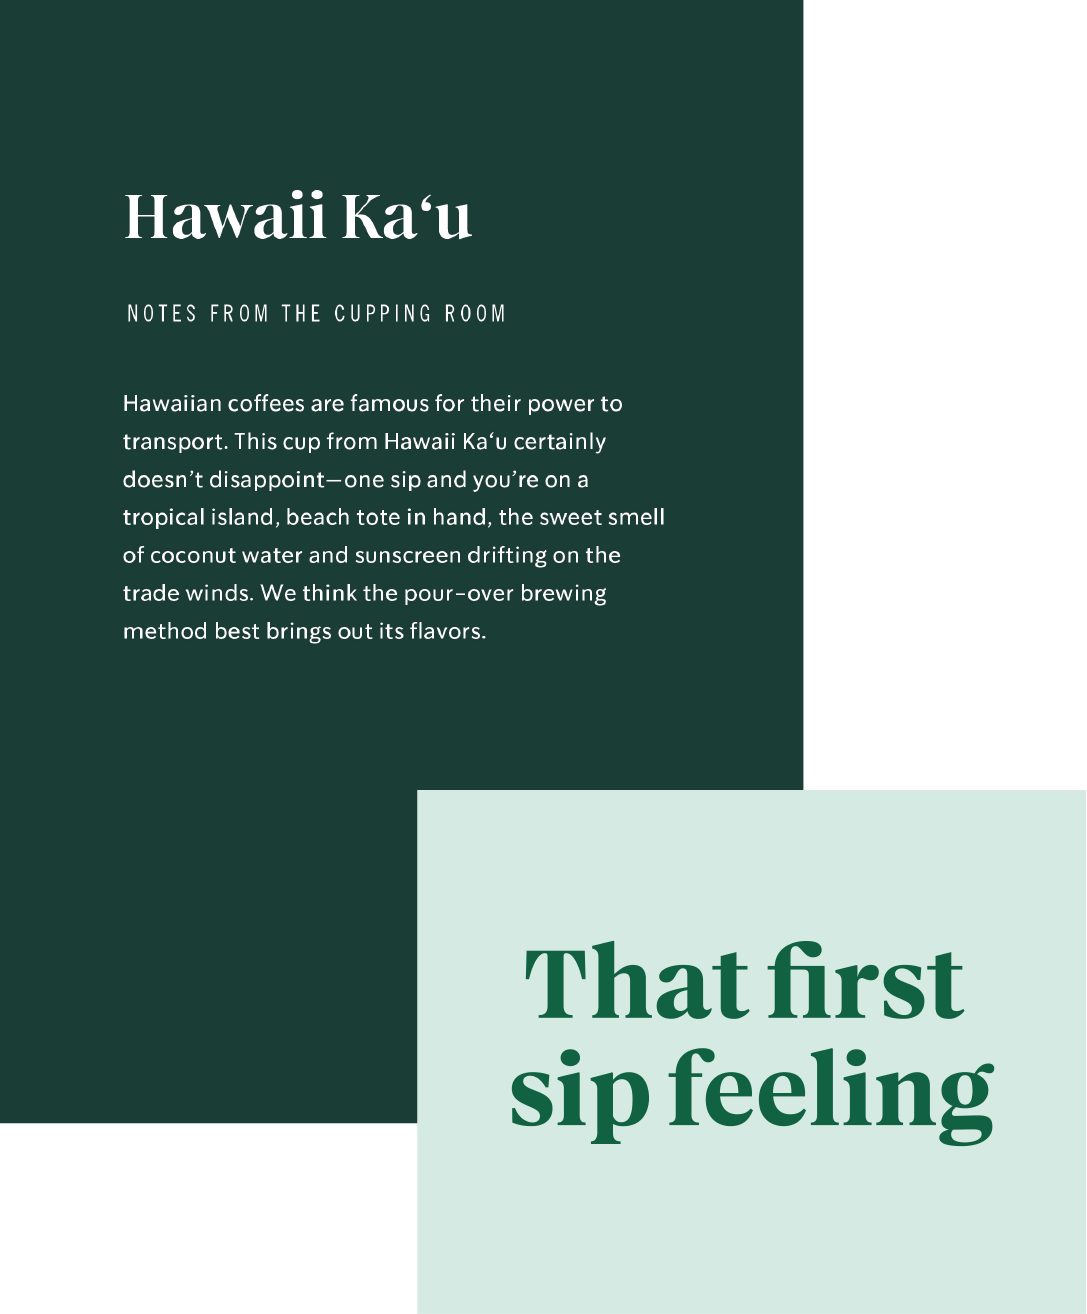 Hawaii Ka‘u
NOTES FROM THE CUPPING ROOM
Hawaiian coffees are famous for their power to
transport. This cup from Hawaii Ka‘u certainly
doesn’t disappoint—one sip and you’re on a
tropical island, beach tote in hand, the sweet smell
of coconut water and sunscreen drifting on the
trade winds. We think the pour-over brewing
method best brings out its flavors.
That first
sip feeling